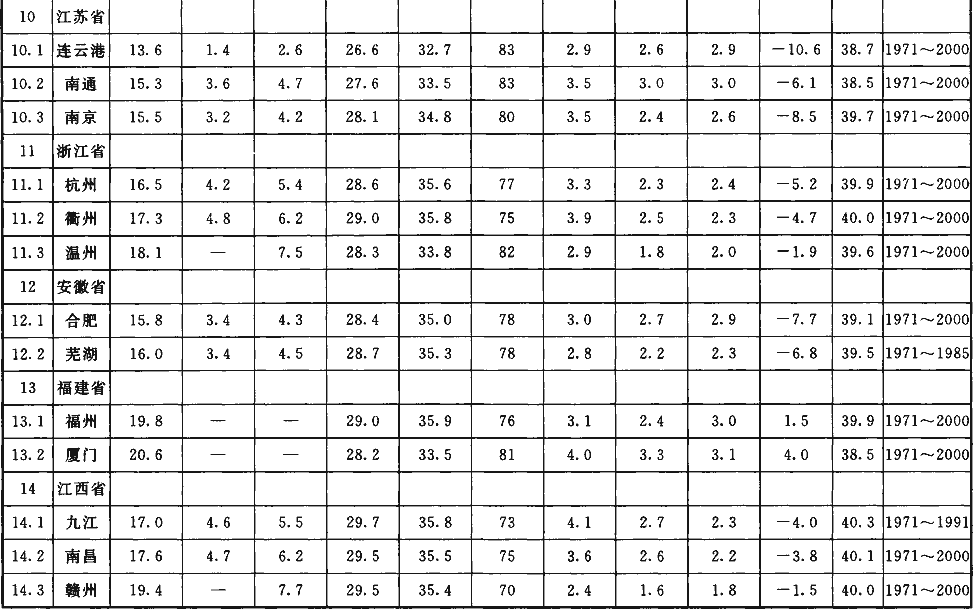 10 江苏省
10.1 连云港 13.6 1.4 2.6 26.6 32.7 83 2.9 2.6 2.9 －10.6 38.7 1971～2000
10.2 南通 15.3 3.6 4.7 27.6 33.5 83 3.5 3.0 3.0 －6.1 38.5 1971～2000
10.3 南京 15.5 3.2 4.2 28.1 34.8 80 3.5 2.4 2.6 －8.5 39.7 1971～2000
11 浙江省
11.1 杭州 16.5 4.2 5.4 28.6 35.6 77 3.3 2.3 2.4 －5.2 39.9 1971～2000
11.2 衢州 17.3 4.8 6.2 29.0 35.8 75 3.9 2.5 2.3 －4.7 40.0 1971～2000
11.3 温州 18.1 — 7.5 28.3 33.8 82 2.9 1.8 2.0 －1.9 39.6 1971～2000
12 安徽省
12.1 合肥 15.8 3.4 4.3 28.4 35.0 78 3.0 2.7 2.9 －7.7 39.1 1971～2000
12.2 芜湖 16.0 3.4 4.5 28.7 35.3 78 2.8 2.2 2.3 －6.8 39.5 1971～1985
13 福建省
13.1 福州 19.8 — — 29.0 35.9 76 3.1 2.4 3.0 1.5 39.9 1971～2000
13.2 厦门 20.6 — — 28.2 33.5 81 4.0 3.3 3.1 4.0 38.5 1971～2000
14 江西省
14.1 九江 17.0 4.6 5.5 29.7 35.8 73 4.1 2.7 2.3 －4.0 40.3 1971～1991
14.2 南昌 17.6 4.7 6.2 29.5 35.5 75 3.6 2.6 2.2 －3.8 40.1 1971～2000
14.3 赣州 19.4 — 7.7 29.5 35.4 70 2.4 1.6 1.8 －1.5 40.0 1971～2000